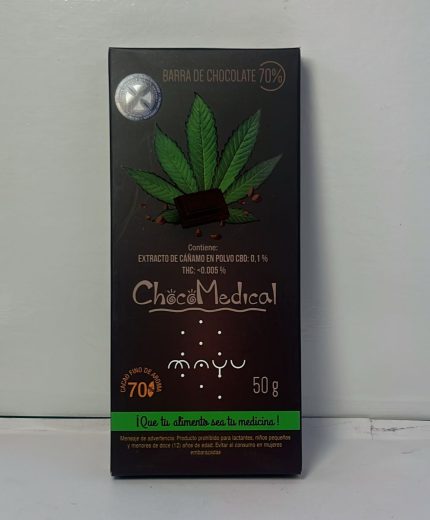 BARRA DE CHOCOLATE 70%
Contiene:
EXTRACTO DE CÁÑAMO EN POLVO CBD: 0,1 %
THC: <0.005 %
ChocoMedical
mayu
CACAO FINO DE AROMA
70%
50 g
¡Que tu alimento sea tu medicina!
Mensaje de advertencia: Producto prohibido para lactantes, niños pequeños
y menores de doce (12) años de edad. Evitar el consumo en mujeres
embarazadas